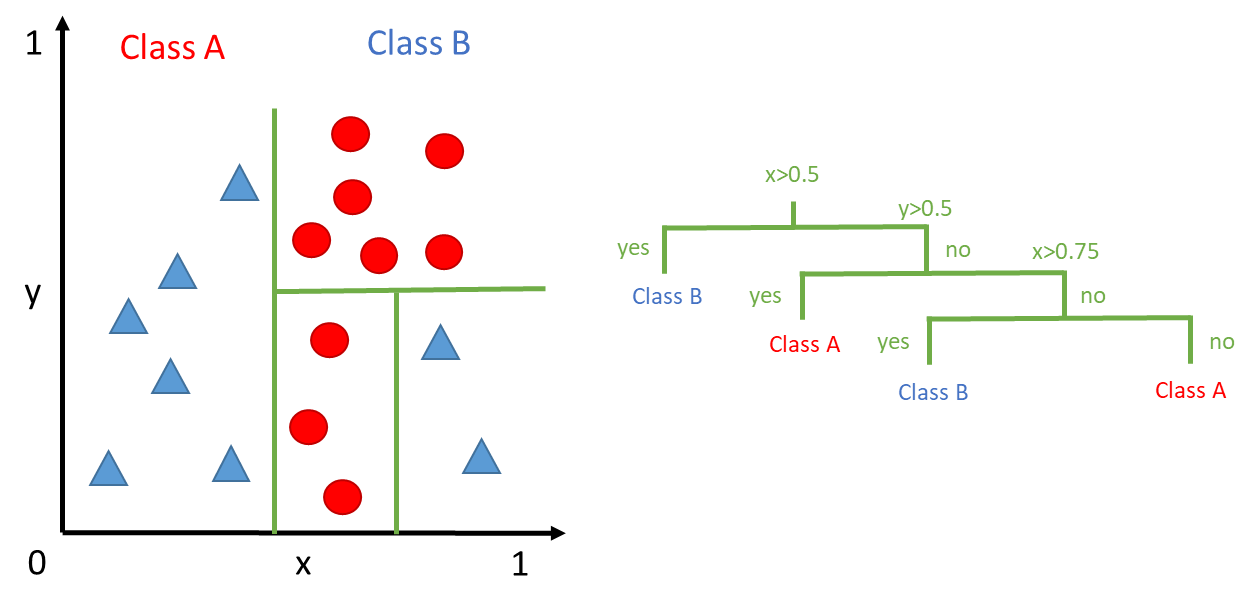 1
Class A
Class B
y
0
x
1
x>0.5
y>0.5
yes
no
x>0.75
Class B
yes
no
Class A
yes
no
Class B
Class A